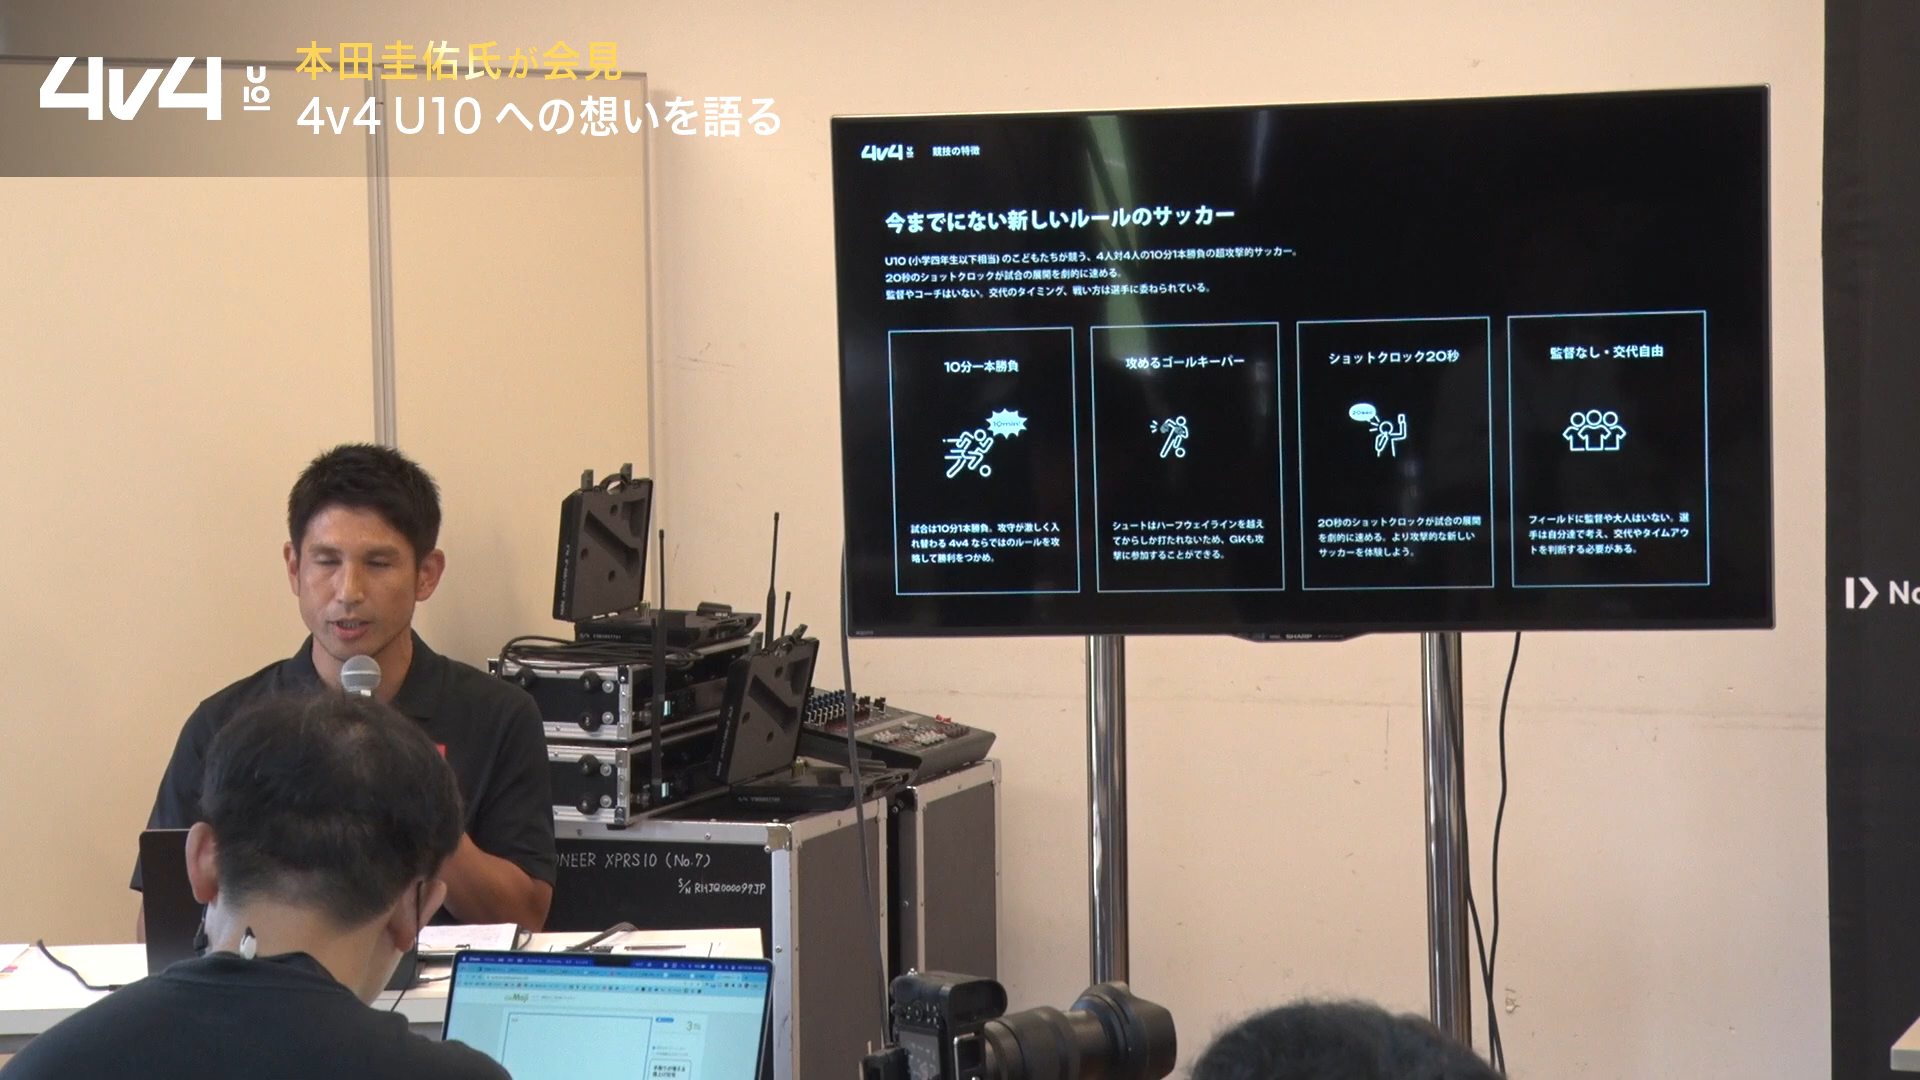 4v4 U10
本田圭佑氏が会見
4v4 U10 への想いを語る
4v4 U10 競技の特徴
今までにない新しいルールのサッカー
U10 (小学四年生以下相当) のこどもたちが競う、4人対4人の10分1本勝負の超攻撃的サッカー。
20秒のショットクロックが試合の展開を劇的に速める。
監督やコーチはいない。交代のタイミング、戦い方は選手に委ねられている。
10分一本勝負
10min!
試合は10分1本勝負。攻守が激しく入
れ替わる 4v4 ならではのルールを攻
略して勝利をつかめ。
攻めるゴールキーパー
シュートはハーフウェイラインを越え
てからしか打たれないため、GKも攻
撃に参加することができる。
ショットクロック20秒
20sec
20秒のショットクロックが試合の展開
を劇的に速める。より攻撃的な新しい
サッカーを体験しよう。
監督なし・交代自由
フィールドに監督や大人はいない。選
手は自分達で考え、交代やタイムアウ
トを判断する必要がある。
SHARP
No
NEER XPRS10 (No.7)
S/N RHJQ000097JP